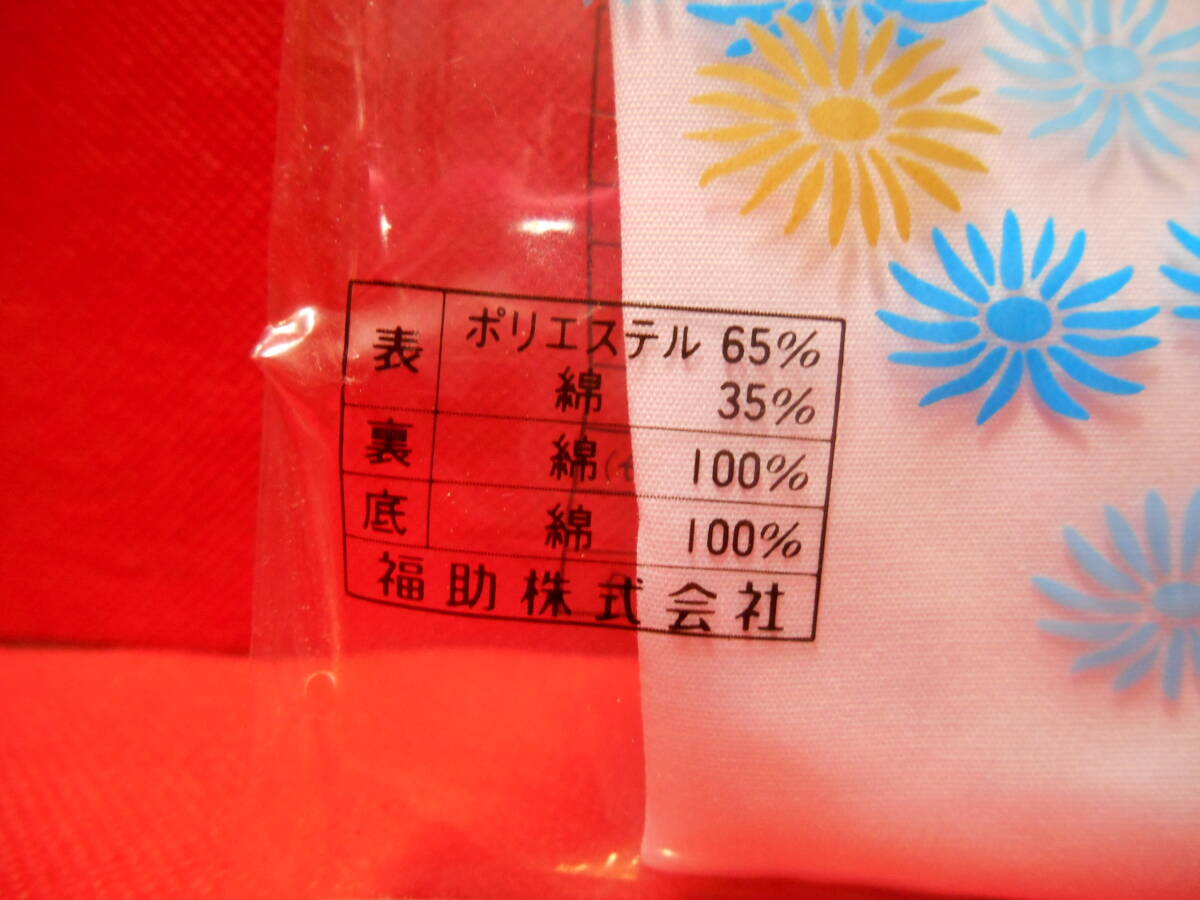 表 ポリエステル 65%
綿 35%
裏 綿 100%
底 綿 100%
福助株式会社